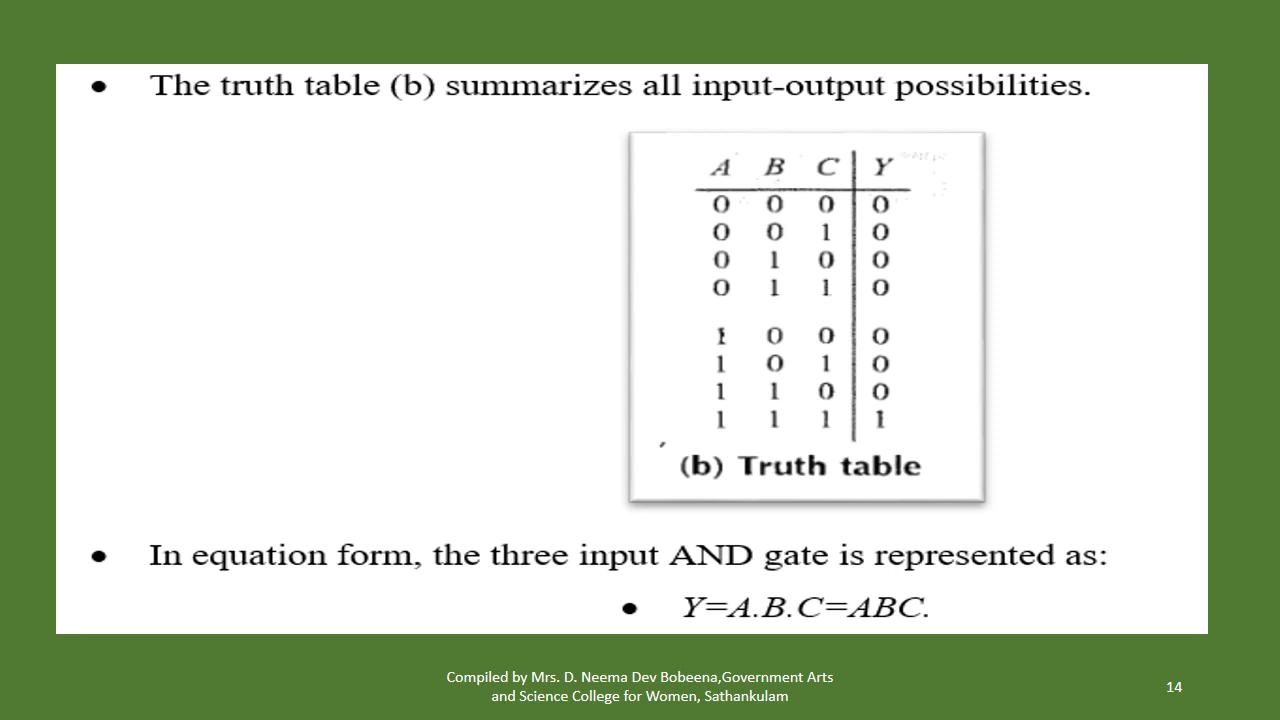 • The truth table (b) summarizes all input-output possibilities.
A B C Y
0 0 0 0
0 0 1 0
0 1 0 0
0 1 1 0
1 0 0 0
1 0 1 0
1 1 0 0
1 1 1 1
(b) Truth table
• In equation form, the three input AND gate is represented as:
• Y=A.B.C=ABC.
Compiled by Mrs. D. Neema Dev Bobeena,Government Arts
and Science College for Women, Sathankulam
14